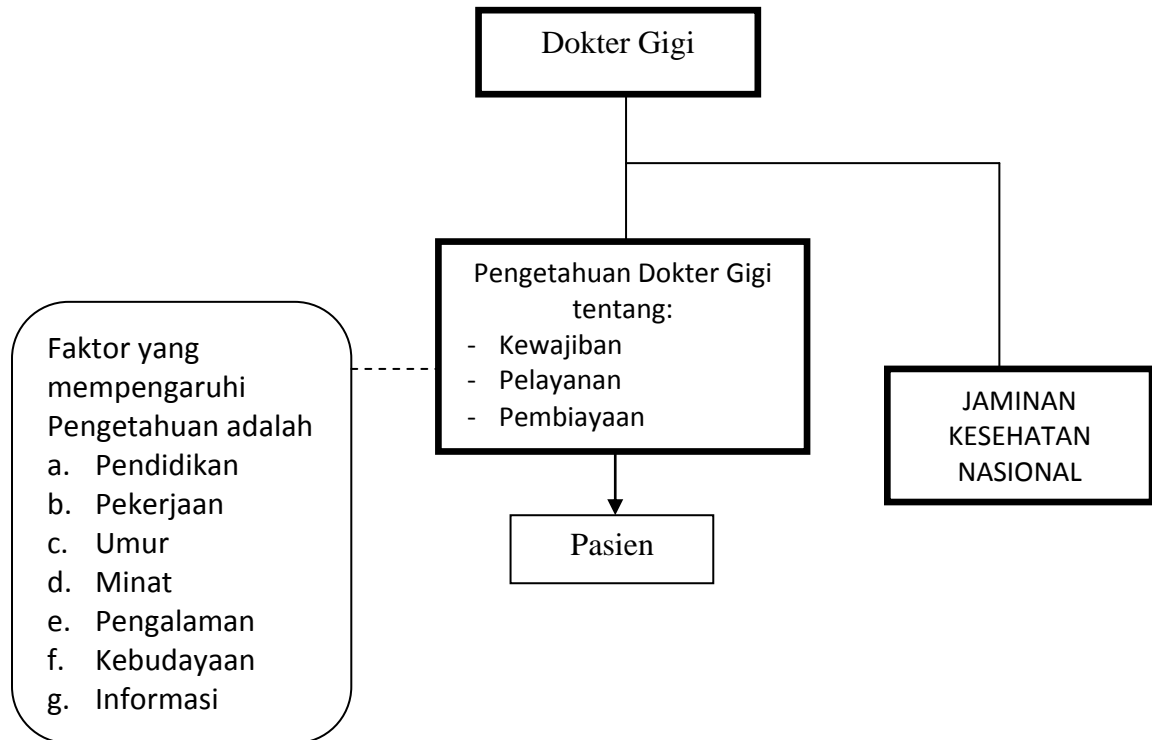 Dokter Gigi
Pengetahuan Dokter Gigi
tentang:
- Kewajiban
- Pelayanan
- Pembiayaan
Faktor yang
mempengaruhi
Pengetahuan adalah
a. Pendidikan
b. Pekerjaan
c. Umur
d. Minat
e. Pengalaman
f. Kebudayaan
g. Informasi
JAMINAN
KESEHATAN
NASIONAL
Pasien